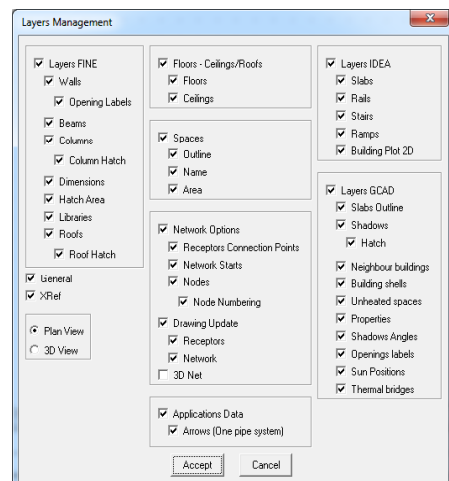 Layers Management
Layers FINE
Walls
Opening Labels
Beams
Columns
Column Hatch
Dimensions
Hatch Area
Libraries
Roofs
Roof Hatch
General
XRef
Plan View
3D View
Floors - Ceilings/Roofs
Floors
Ceilings
Spaces
Outline
Name
Area
Network Options
Receptors Connection Points
Network Starts
Nodes
Node Numbering
Drawing Update
Receptors
Network
3D Net
Applications Data
Arrows (One pipe system)
Layers IDEA
Slabs
Rails
Stairs
Ramps
Building Plot 2D
Layers GCAD
Slabs Outline
Shadows
Hatch
Neighbour buildings
Building shells
Unheated spaces
Properties
Shadows Angles
Openings labels
Sun Positions
Thermal bridges
Accept
Cancel